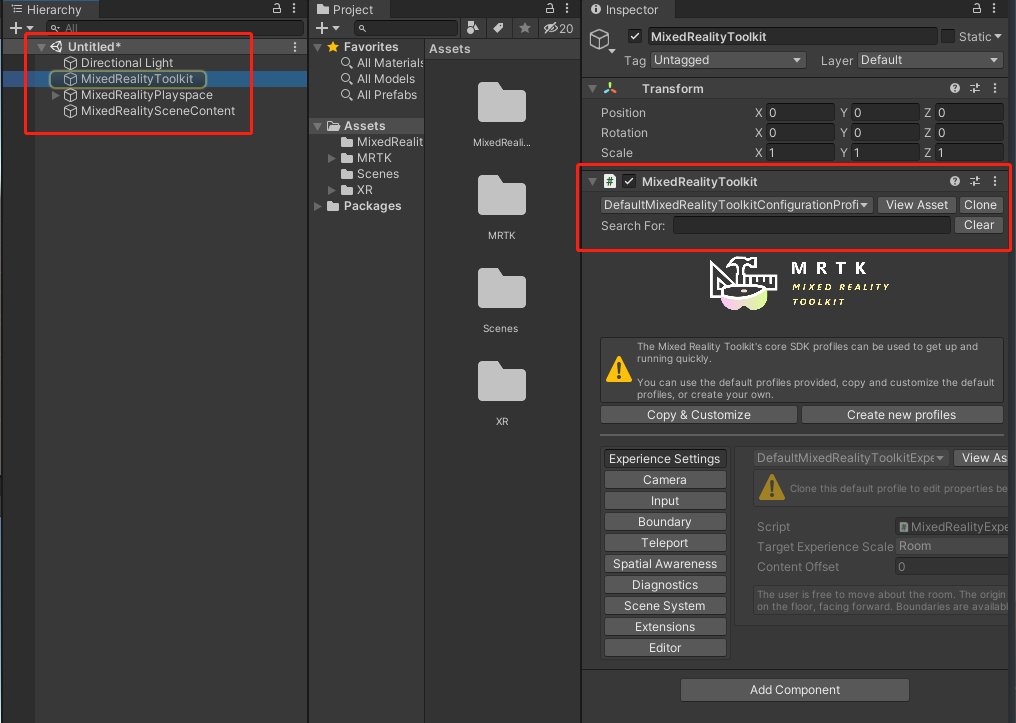 Hierarchy
All
Untitled*
Directional Light
MixedRealityToolkit
MixedRealityPlayspace
MixedRealitySceneContent
Project
20
Favorites
All Materials
All Models
All Prefabs
Assets
MixedRealit
MRTK
Scenes
XR
Packages
Assets
MixedReali...
MRTK
Scenes
XR
Inspector
MixedRealityToolkit
Static
Tag Untagged Layer Default
Transform
Position X 0 Y 0 Z 0
Rotation X 0 Y 0 Z 0
Scale X 1 Y 1 Z 1
# MixedRealityToolkit
DefaultMixedRealityToolkitConfigurationProfi View Asset Clone
Search For: Clear
MRTK
MIXED REALITY
TOOLKIT
The Mixed Reality Toolkit's core SDK profiles can be used to get up and
running quickly.
You can use the default profiles provided, copy and customize the default
profiles, or create your own.
Copy & Customize Create new profiles
Experience Settings
Camera
Input
Boundary
Teleport
Spatial Awareness
Diagnostics
Scene System
Extensions
Editor
DefaultMixedRealityToolkitExpe View As
Clone this default profile to edit properties be
Script MixedRealityExpe
Target Experience Scale Room
Content Offset 0
The user is free to move about the room. The origin
on the floor, facing forward. Boundaries are availabl
Add Component